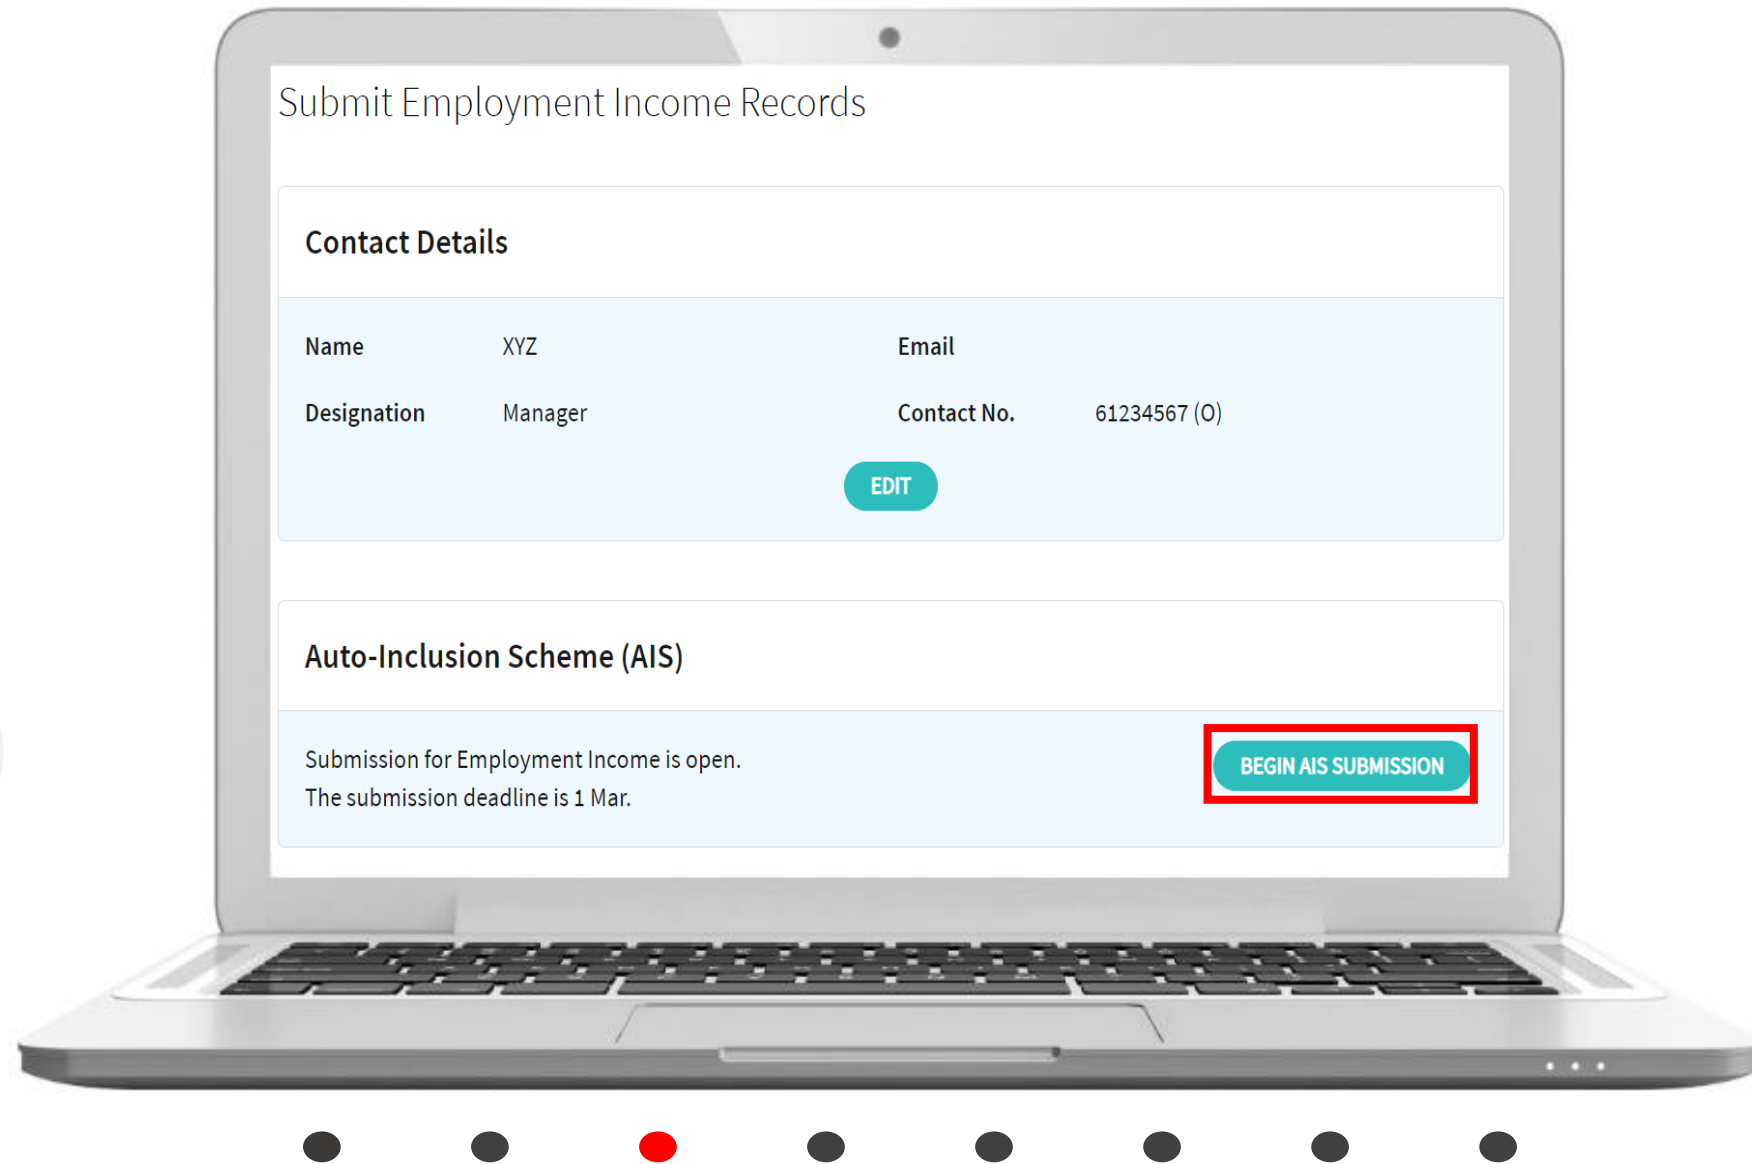 Submit Employment Income Records
Contact Details
Name XYZ Email
Designation Manager Contact No. 61234567 (O)
EDIT
Auto-Inclusion Scheme (AIS)
Submission for Employment Income is open.
The submission deadline is 1 Mar.
BEGIN AIS SUBMISSION